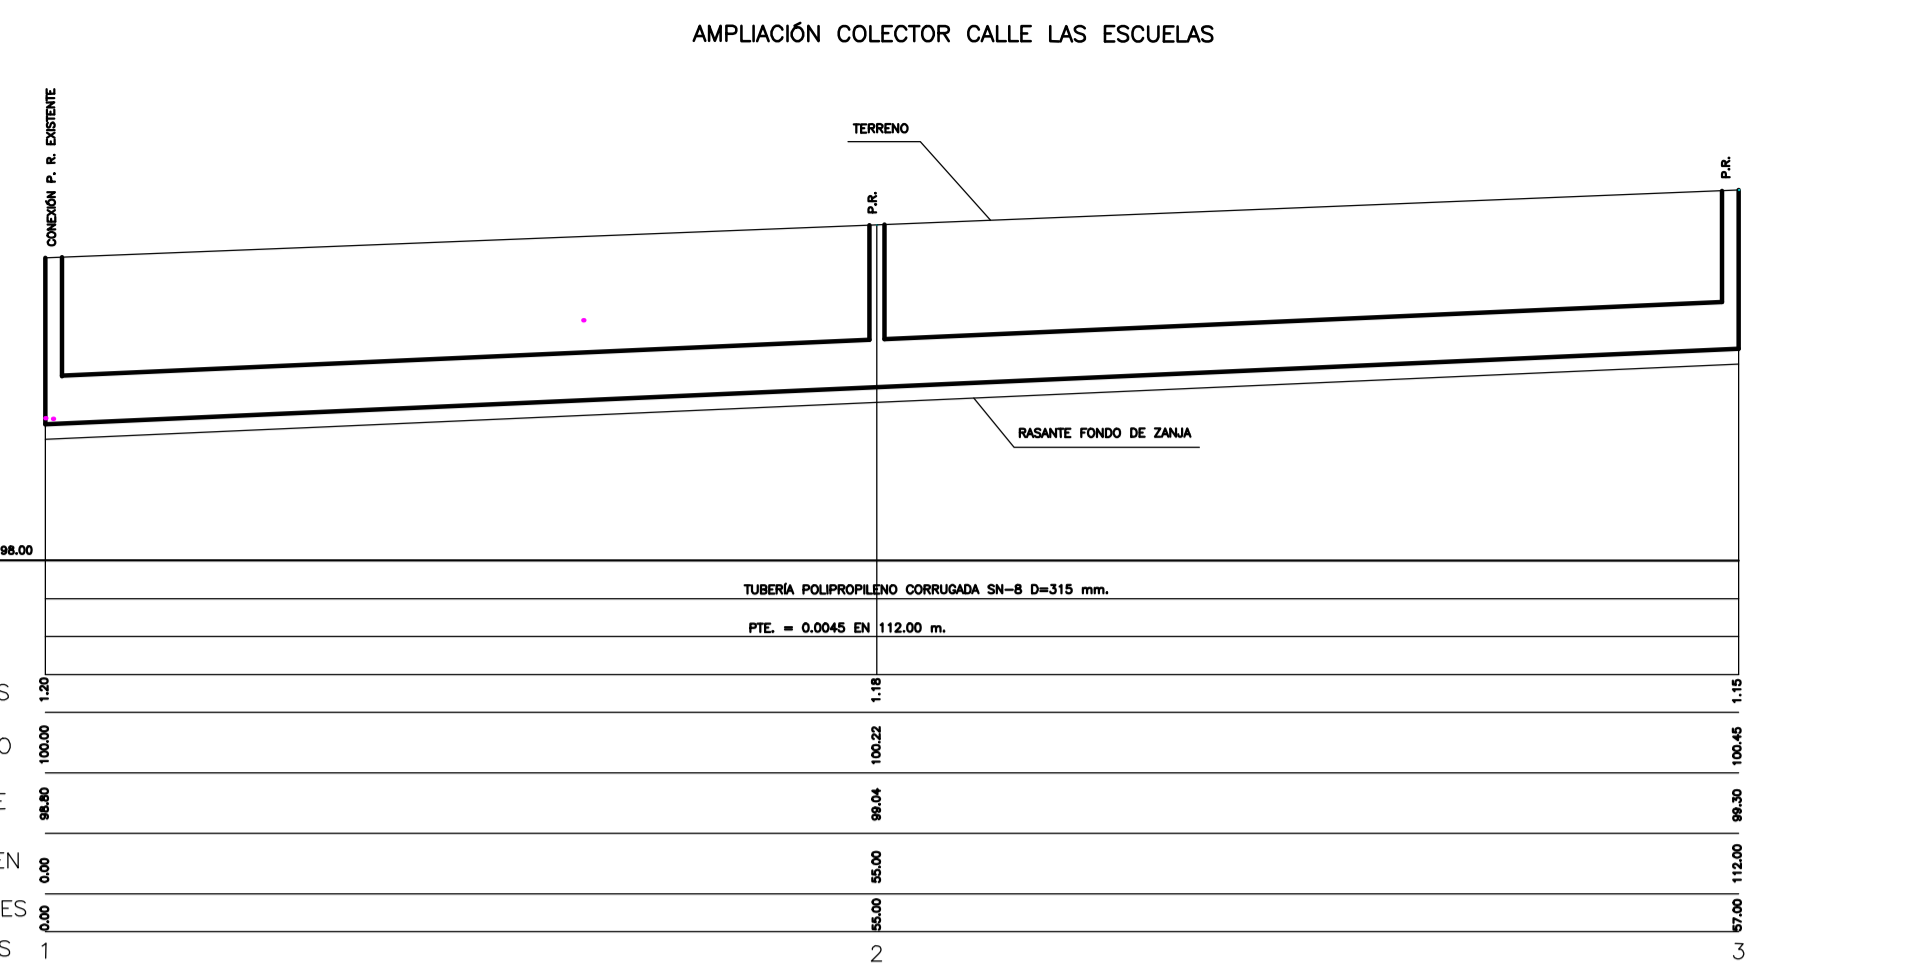 AMPLIACIÓN COLECTOR CALLE LAS ESCUELAS
CONEXIÓN P. R. EXISTENTE
TERRENO
P.R.
P.R.
RASANTE FONDO DE ZANJA
98.00
TUBERÍA POLIPROPILENO CORRUGADA SN-8 D=315 mm.
PTE. = 0.0045 EN 112.00 m.
S 1.20 1.18 1.15
O 100.00 100.22 100.45
E 98.80 99.04 99.30
EN 0.00 55.00 112.00
ES 0.00 55.00 57.00
S 1 2 3